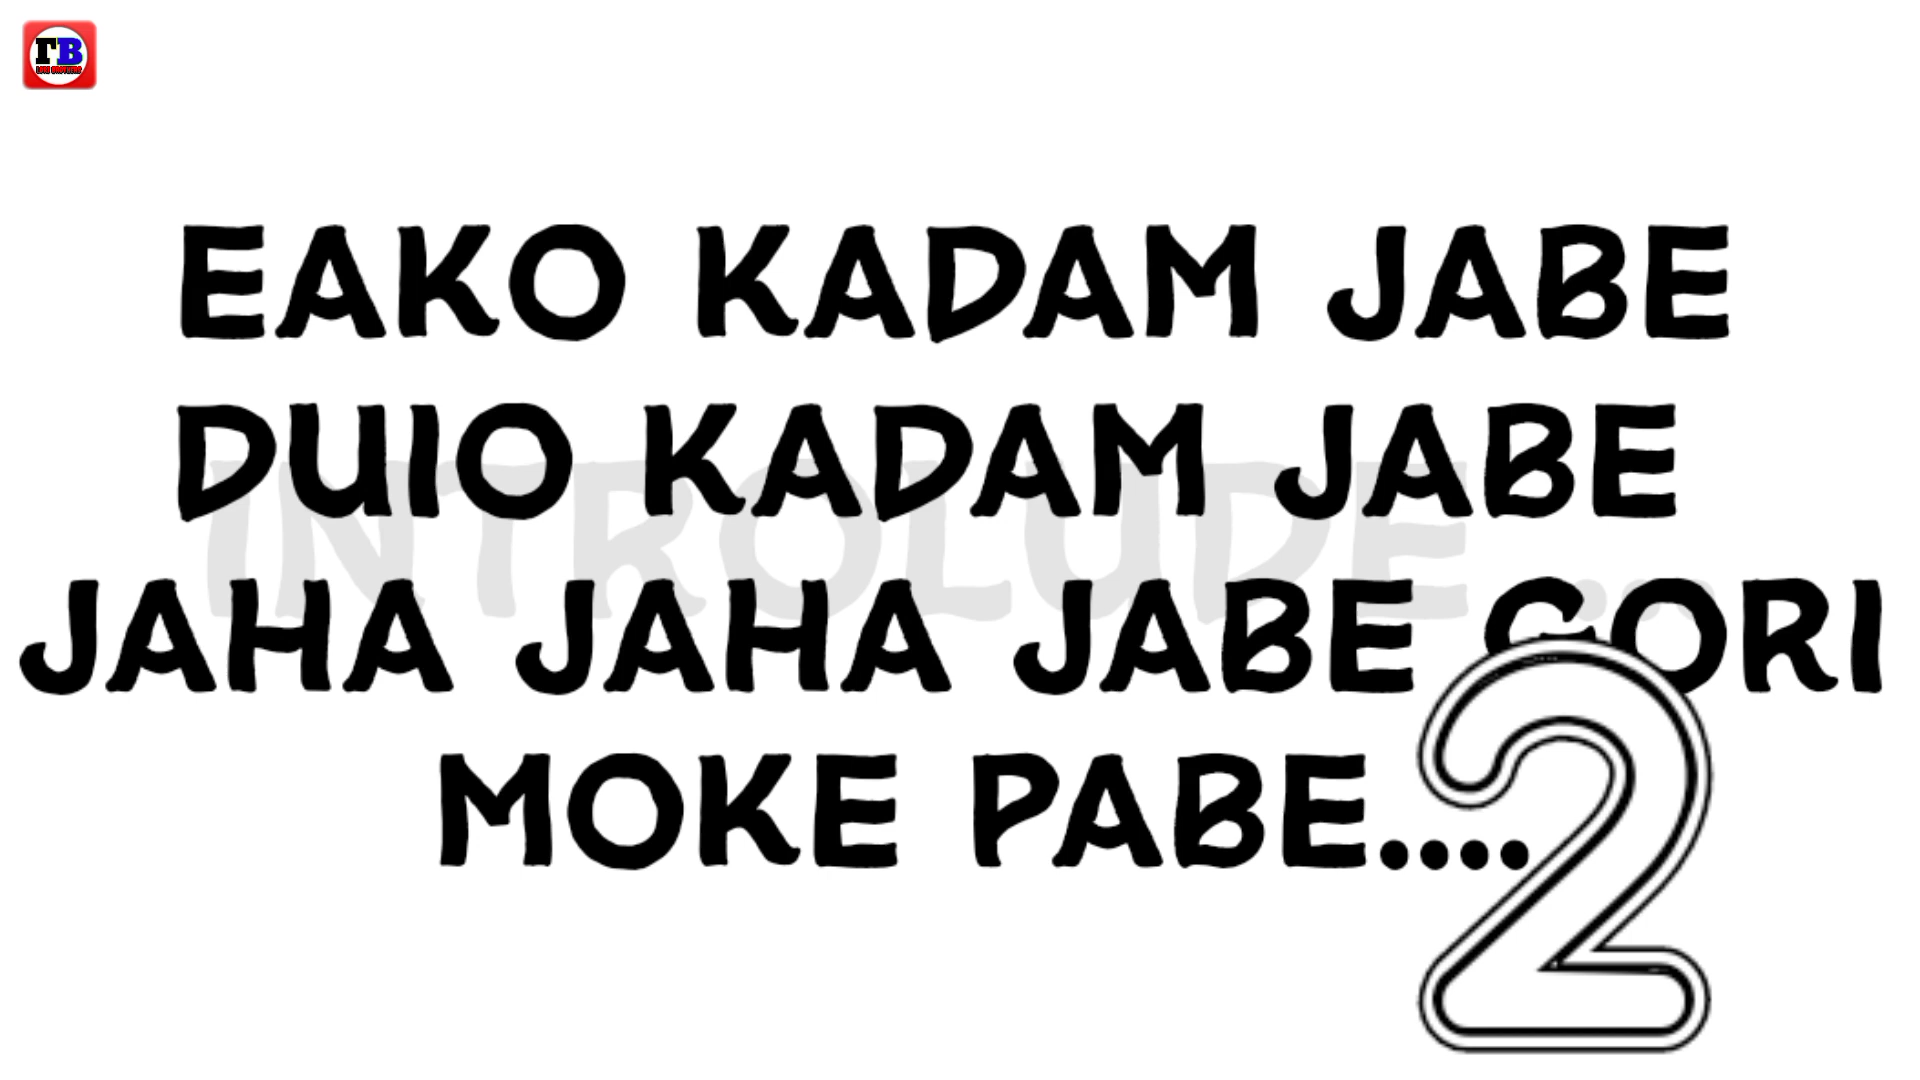 EAKO KADAM JABE
DUIO KADAM JABE
INTROLUDE ...
JAHA JAHA JABE GORI
MOKE PABE....
2